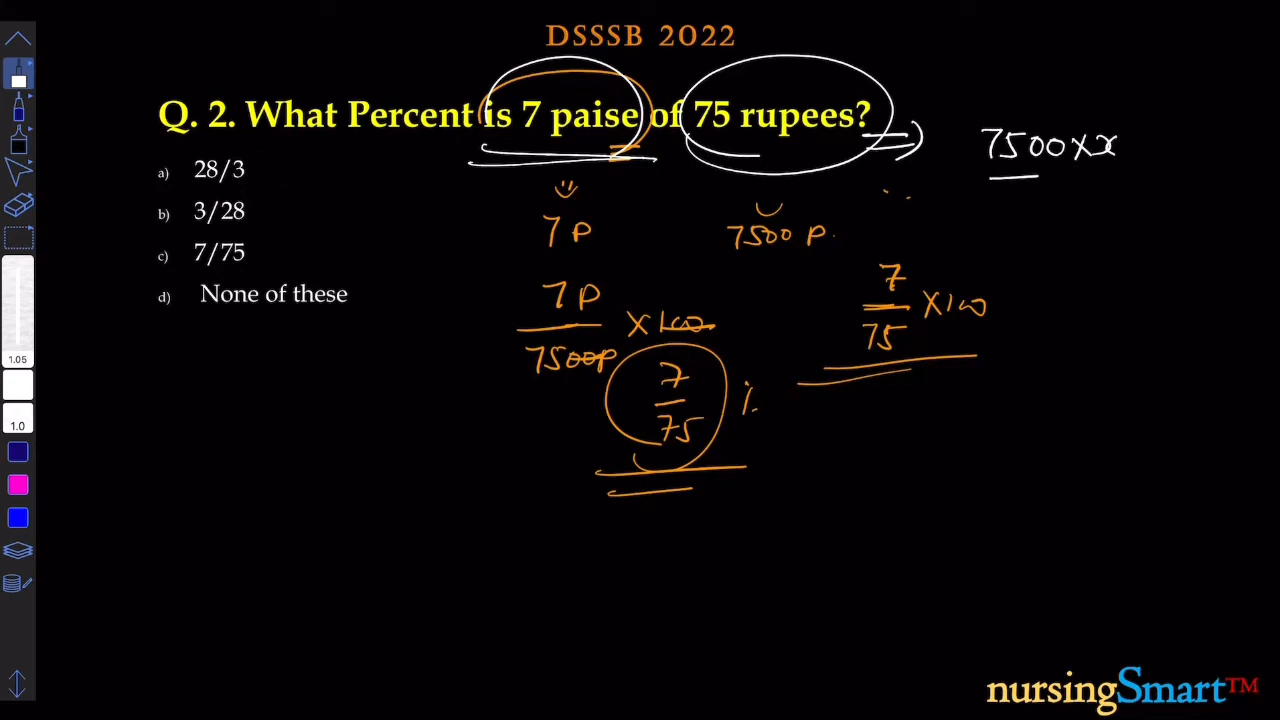 DSSSB 2022
Q. 2. What Percent is 7 paise of 75 rupees?
7500 X x
a) 28/3
b) 3/28
c) 7/75
d) None of these
7 P
7500 P
7P
7500P
X 100
7
75
%
7
75
X 100
1.05
1.0
nursingSmart™